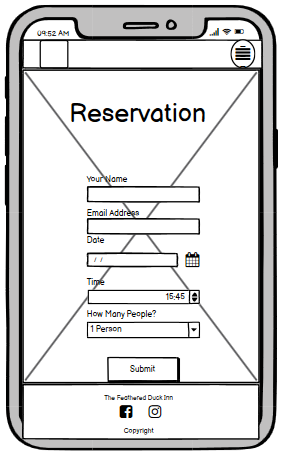 09:52 AM
Reservation
Your Name
Email Address
Date
/ /
Time
15:45
How Many People?
1 Person
Submit
The Feathered Duck Inn
Copyright